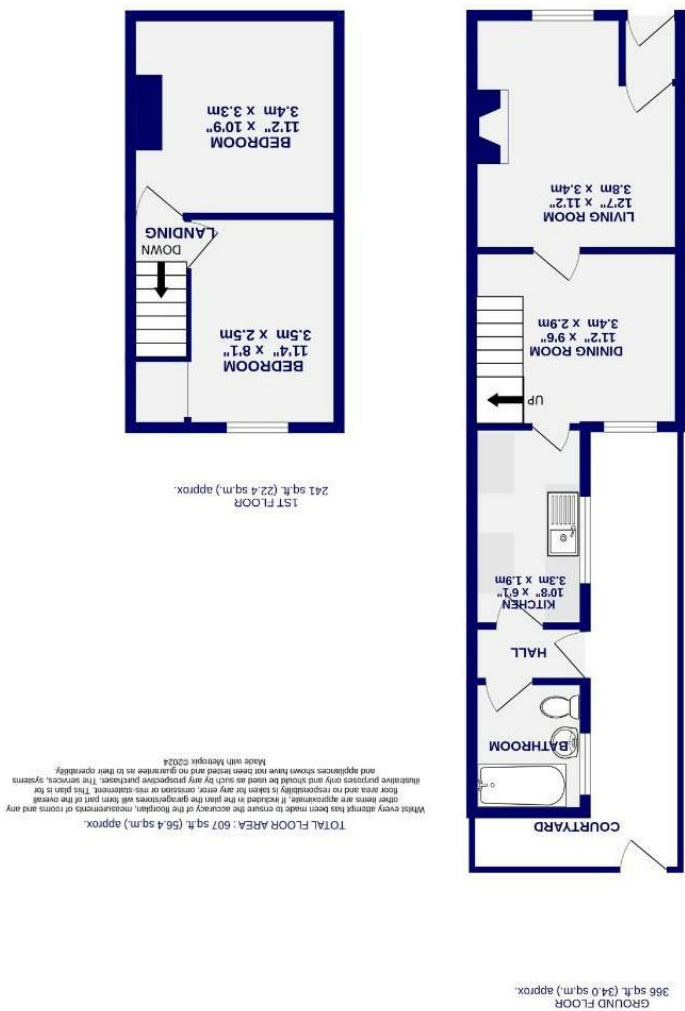 GROUND FLOOR
366 sq.ft. (34.0 sq.m.) approx.
COURTYARD
BATHROOM
HALL
KITCHEN
10'8" x 6'1"
3.3m x 1.9m
UP
DINING ROOM
11'2" x 9'6"
3.4m x 2.9m
LIVING ROOM
12'7" x 11'2"
3.8m x 3.4m
1ST FLOOR
241 sq.ft. (22.4 sq.m.) approx.
BEDROOM
11'4" x 8'1"
3.5m x 2.5m
DOWN
LANDING
BEDROOM
11'2" x 10'9"
3.4m x 3.3m
TOTAL FLOOR AREA : 607 sq.ft. (56.4 sq.m.) approx.
Whilst every attempt has been made to ensure the accuracy of the floorplan, measurements of rooms and any
other items are approximate, if included in the plan the garage/stores will form part of the overall
floor area and no responsibility is taken for any error, omission or mis-statement. This plan is for
illustrative purposes only and should be used as such by any prospective purchaser. The services, systems
and appliances shown have not been tested and no guarantee as to their operability.
Made with Metropix ©2024